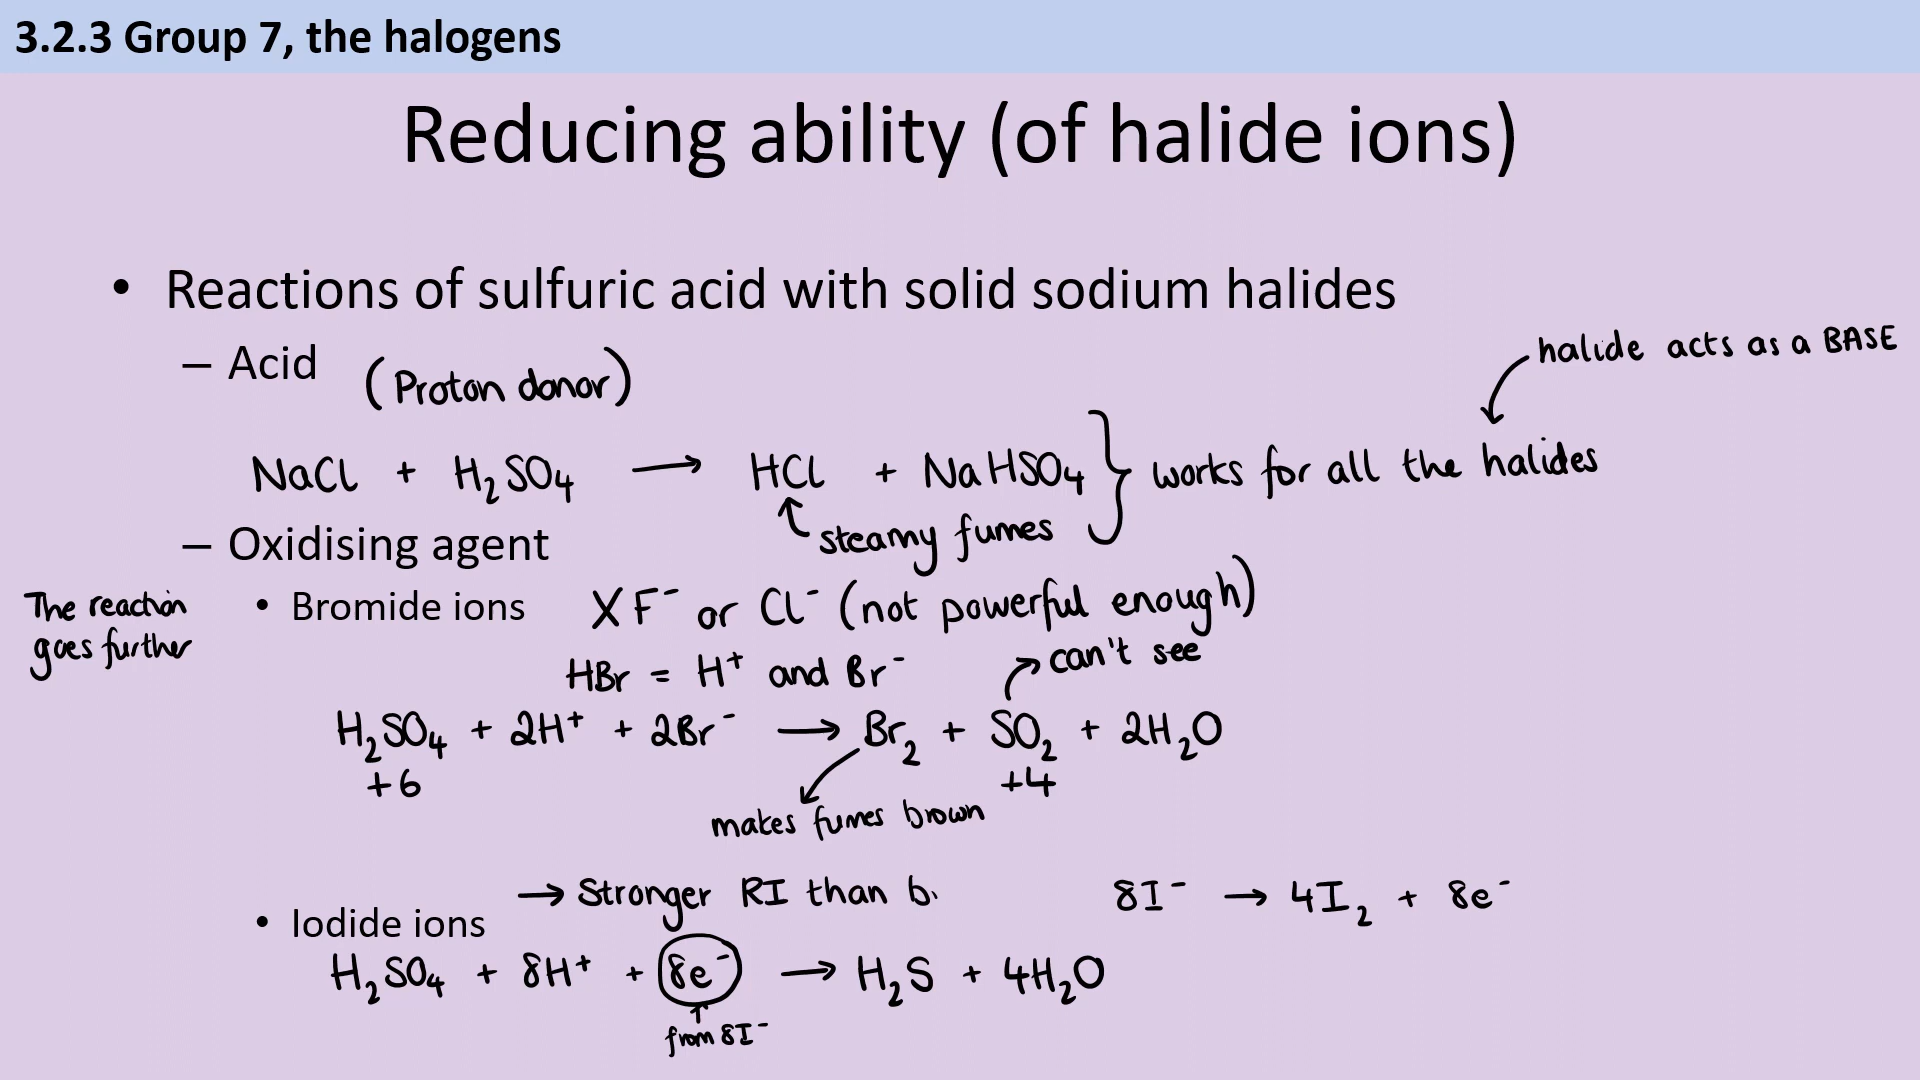 3.2.3 Group 7, the halogens
Reducing ability (of halide ions)
• Reactions of sulfuric acid with solid sodium halides
halide acts as a BASE
– Acid (Proton donor)
NaCl + H₂SO₄ → HCl + NaHSO₄ } works for all the halides
steamy fumes
– Oxidising agent
The reaction goes further
• Bromide ions X F⁻ or Cl⁻ (not powerful enough)
HBr = H⁺ and Br⁻
can't see
H₂SO₄ + 2H⁺ + 2Br⁻ → Br₂ + SO₂ + 2H₂O
+6 +4
makes fumes brown
→ Stronger RI than b
8I⁻ → 4I₂ + 8e⁻
• Iodide ions
H₂SO₄ + 8H⁺ + 8e⁻ → H₂S + 4H₂O
from 8I⁻